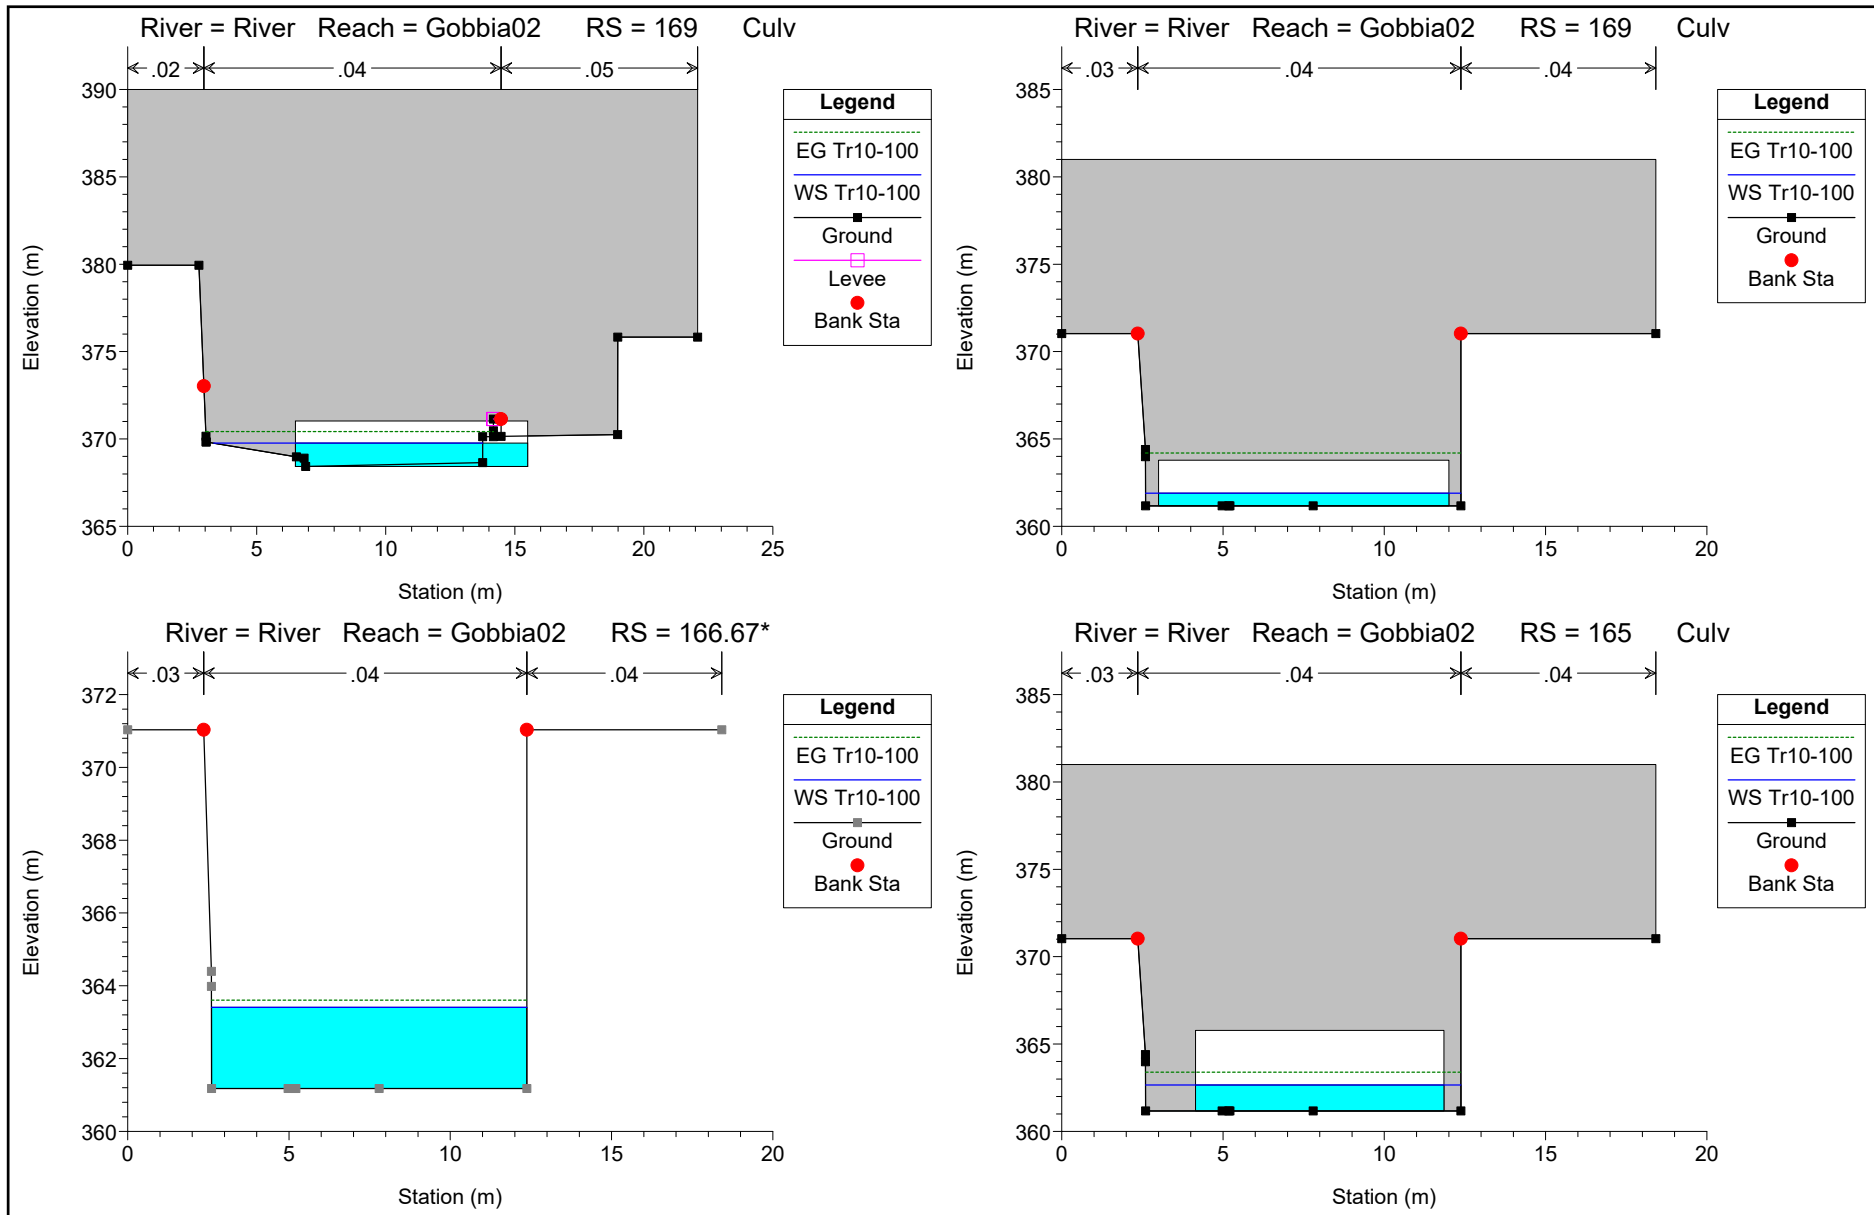 River = River Reach = Gobbia02 RS = 169 Culv
.02 .04 .05
390
385
380
375
370
365
0 5 10 15 20 25
Elevation (m)
Station (m)
Legend
EG Tr10-100
WS Tr10-100
Ground
Levee
Bank Sta
River = River Reach = Gobbia02 RS = 169 Culv
.03 .04 .04
385
380
375
370
365
360
0 5 10 15 20
Elevation (m)
Station (m)
Legend
EG Tr10-100
WS Tr10-100
Ground
Bank Sta
River = River Reach = Gobbia02 RS = 166.67*
.03 .04 .04
372
370
368
366
364
362
360
0 5 10 15 20
Elevation (m)
Station (m)
Legend
EG Tr10-100
WS Tr10-100
Ground
Bank Sta
River = River Reach = Gobbia02 RS = 165 Culv
.03 .04 .04
385
380
375
370
365
360
0 5 10 15 20
Elevation (m)
Station (m)
Legend
EG Tr10-100
WS Tr10-100
Ground
Bank Sta